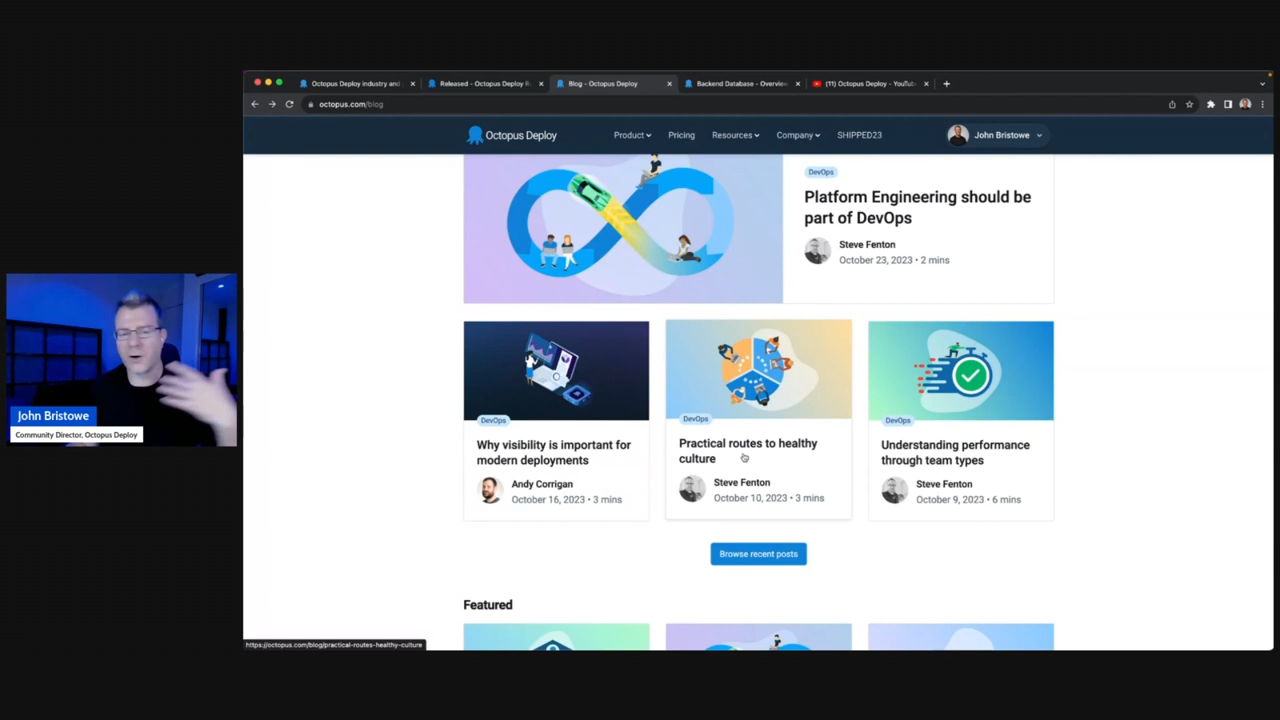 Octopus Deploy industry and
Released - Octopus Deploy R
Blog - Octopus Deploy
Backend Database - Overview
(11) Octopus Deploy - YouTube
octopus.com/blog
Octopus Deploy
Product
Pricing
Resources
Company
SHIPPED23
John Bristowe
DevOps
Platform Engineering should be
part of DevOps
Steve Fenton
October 23, 2023 • 2 mins
DevOps
Why visibility is important for
modern deployments
Andy Corrigan
October 16, 2023 • 3 mins
DevOps
Practical routes to healthy
culture
Steve Fenton
October 10, 2023 • 3 mins
DevOps
Understanding performance
through team types
Steve Fenton
October 9, 2023 • 6 mins
Browse recent posts
Featured
https://octopus.com/blog/practical-routes-healthy-culture
John Bristowe
Community Director, Octopus Deploy